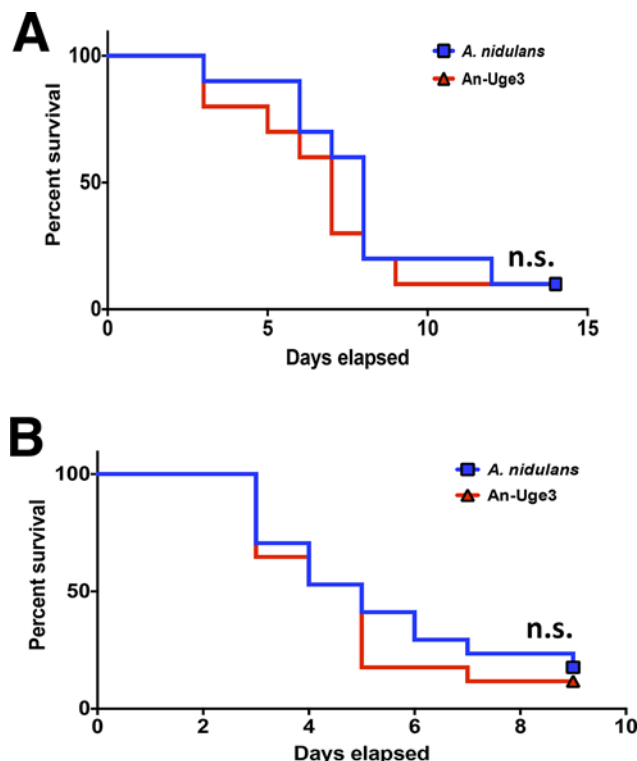 A
100
50
0
Percent survival
A. nidulans
An-Uge3
n.s.
0 5 10 15
Days elapsed
B
100
50
0
Percent survival
A. nidulans
An-Uge3
n.s.
0 2 4 6 8 10
Days elapsed